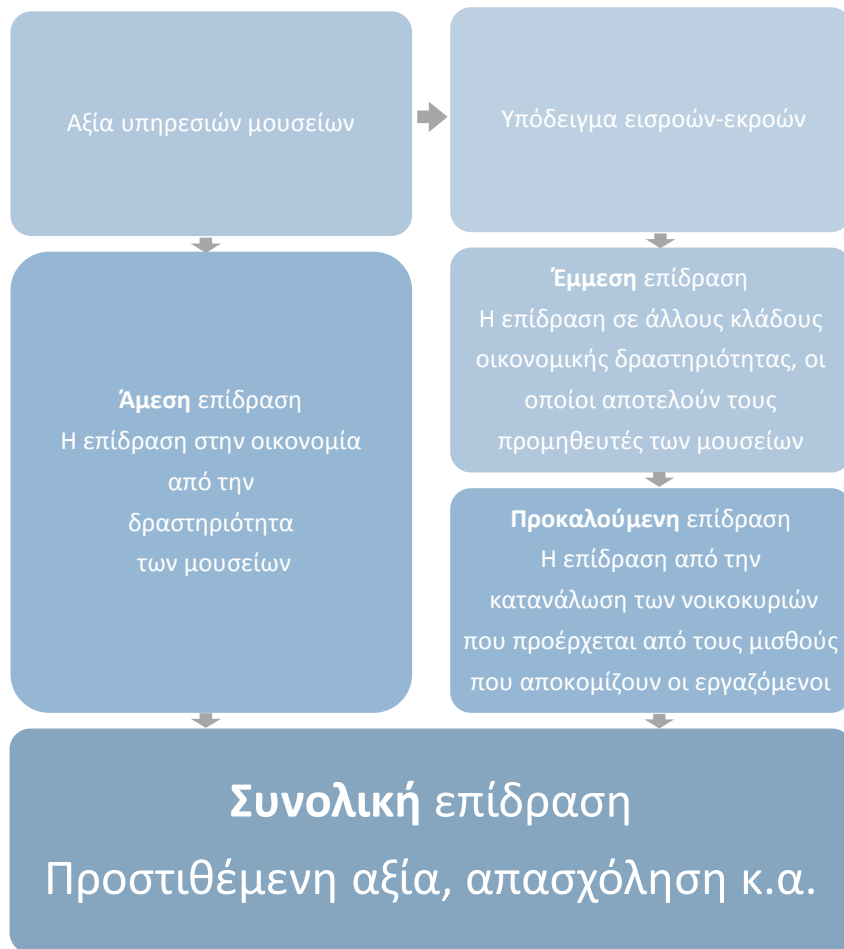 Αξία υπηρεσιών μουσείων
Υπόδειγμα εισροών-εκροών
Άμεση επίδραση
Η επίδραση στην οικονομία
από την
δραστηριότητα
των μουσείων
Έμμεση επίδραση
Η επίδραση σε άλλους κλάδους
οικονομικής δραστηριότητας, οι
οποίοι αποτελούν τους
προμηθευτές των μουσείων
Προκαλούμενη επίδραση
Η επίδραση από την
κατανάλωση των νοικοκυριών
που προέρχεται από τους μισθούς
που αποκομίζουν οι εργαζόμενοι
Συνολική επίδραση
Προστιθέμενη αξία, απασχόληση κ.α.